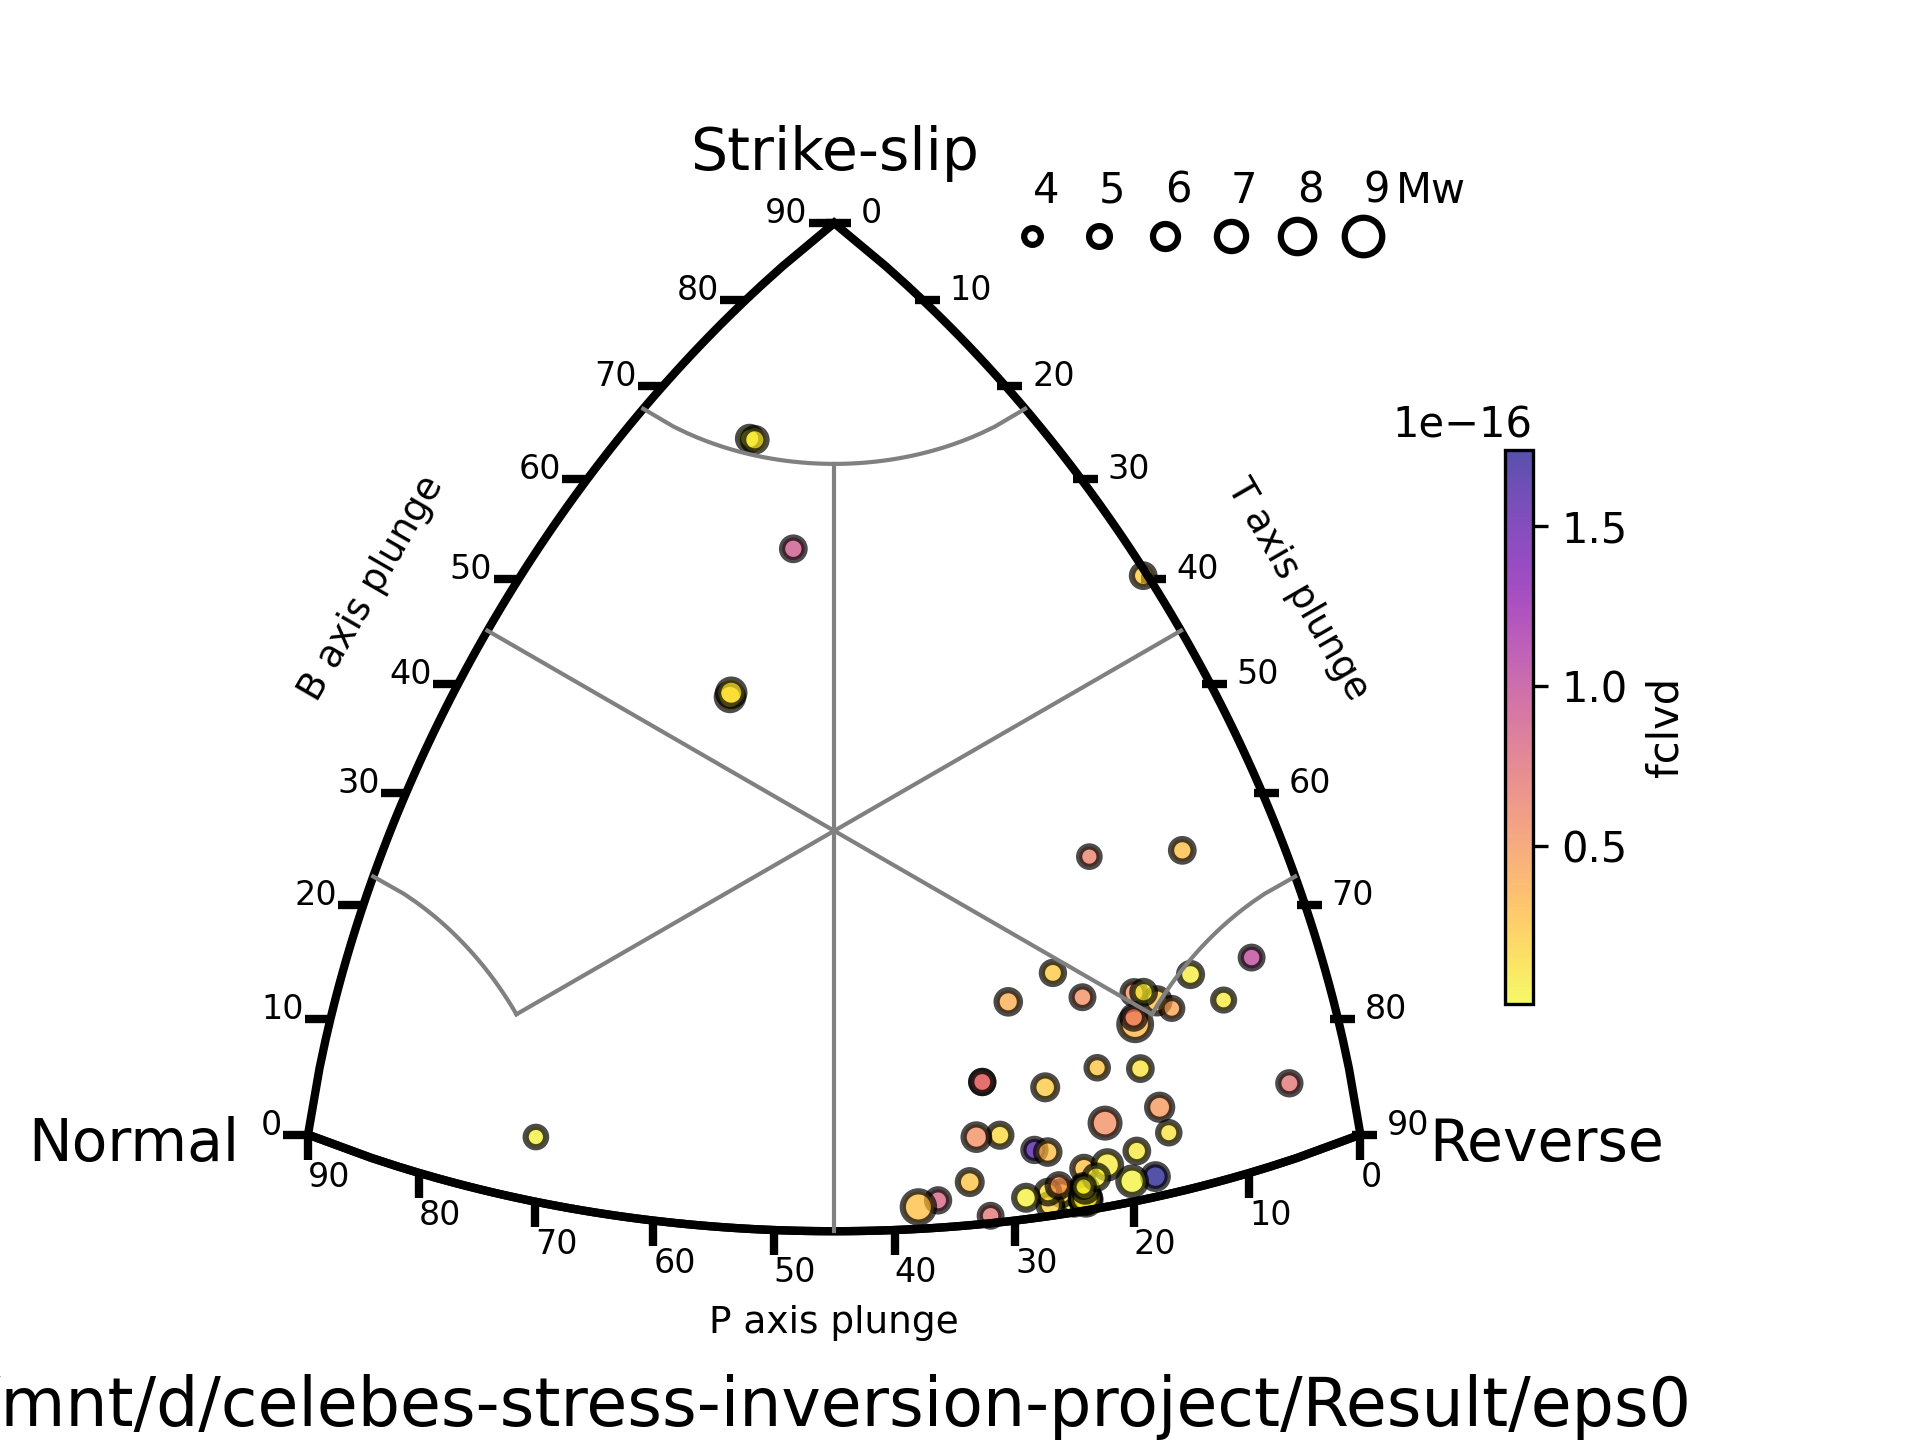 Strike-slip
4 5 6 7 8 9 Mw
90 0
80 10
70 20
60 30
50 40
40 50
30 60
20 70
10 80
0 90
B axis plunge
T axis plunge
1e−16
1.5
1.0
0.5
fclvd
Normal
Reverse
90 80 70 60 50 40 30 20 10 0
P axis plunge
mnt/d/celebes-stress-inversion-project/Result/eps0